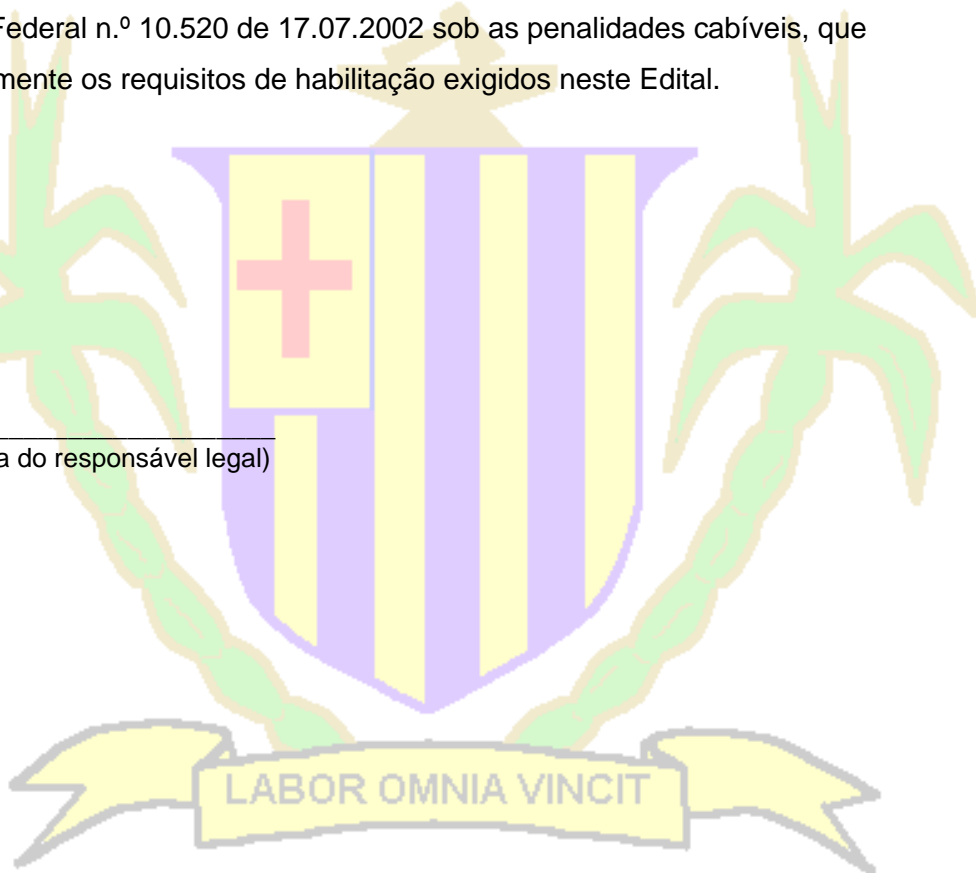 Federal n.º 10.520 de 17.07.2002 sob as penalidades cabíveis, que
mente os requisitos de habilitação exigidos neste Edital.
____________________
a do responsável legal)
LABOR OMNIA VINCIT